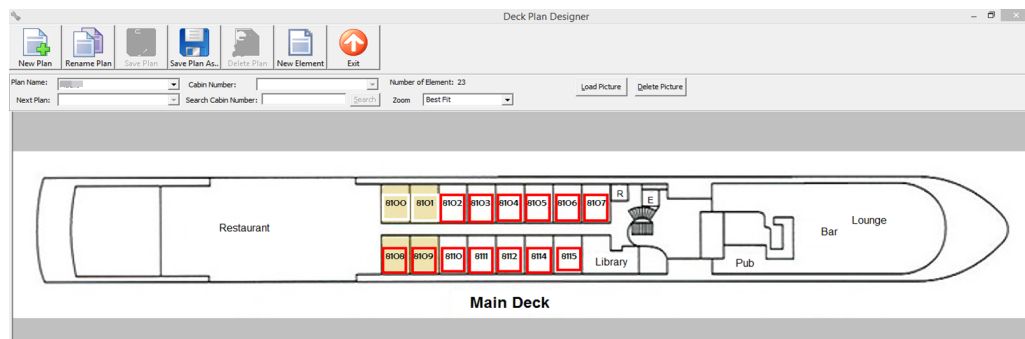 Deck Plan Designer
New Plan Rename Plan Save Plan Save Plan As.. Delete Plan New Element Exit
Plan Name: Cabin Number: Number of Element: 23 Load Picture Delete Picture
Next Plan: Search Cabin Number: Search Zoom Best Fit
8100 8101 8102 8103 8104 8105 8106 8107 R E
Restaurant Bar Lounge
8108 8109 8110 8111 8112 8114 8115 Library Pub
Main Deck